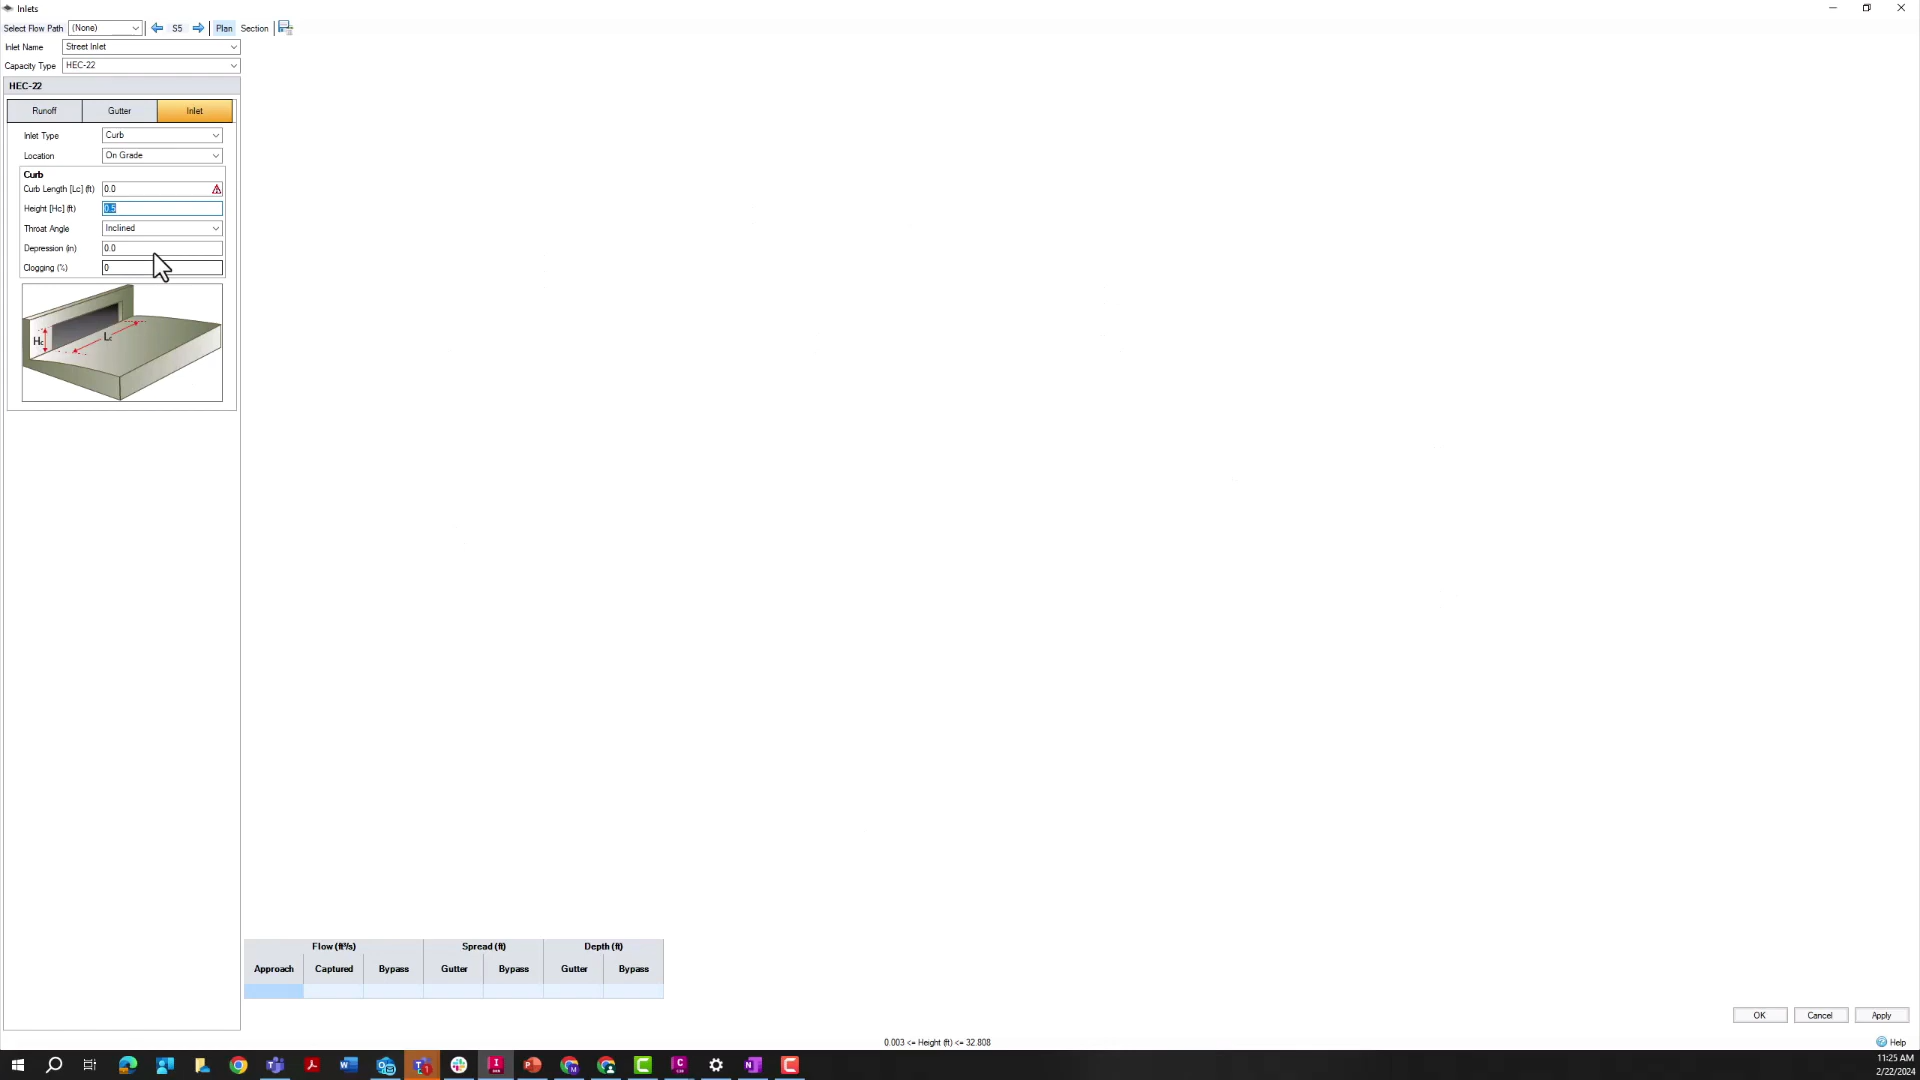 Inlets
Select Flow Path (None) S5 Plan Section
Inlet Name Street Inlet
Capacity Type HEC-22
HEC-22
Runoff Gutter Inlet
Inlet Type Curb
Location On Grade
Curb
Curb Length [Lc] (ft) 0.0
Height [Hc] (ft) 0.5
Throat Angle Inclined
Depression (in) 0.0
Clogging (%) 0
Hc Lc
Flow (ft³/s) Spread (ft) Depth (ft)
Approach Captured Bypass Gutter Bypass Gutter Bypass
OK Cancel Apply
0.003 <= Height (ft) <= 32.808
Help
11:25 AM
2/22/2024